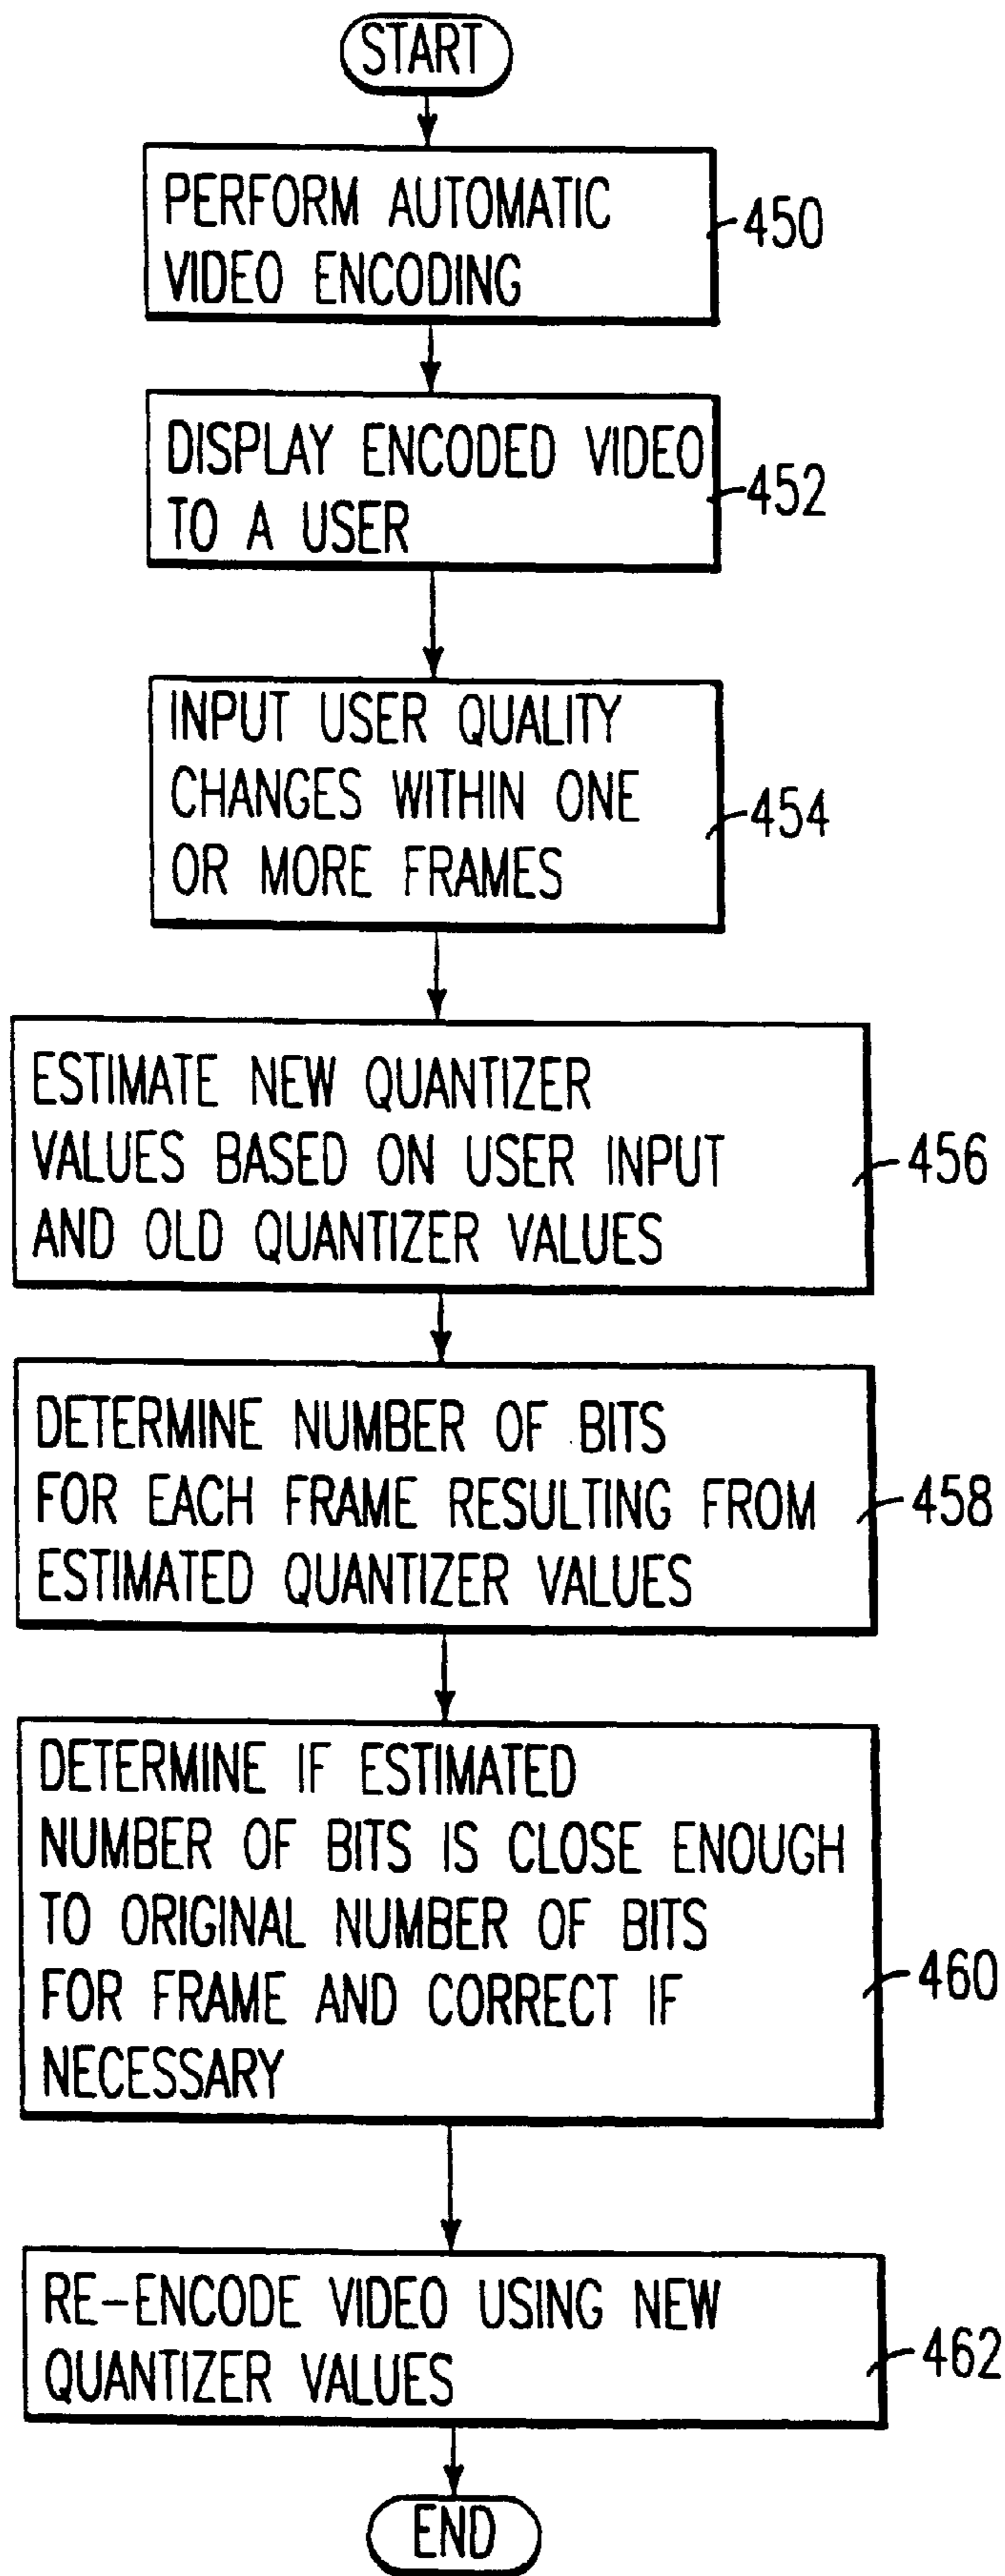 START
PERFORM AUTOMATIC
VIDEO ENCODING
450
DISPLAY ENCODED VIDEO
TO A USER
452
INPUT USER QUALITY
CHANGES WITHIN ONE
OR MORE FRAMES
454
ESTIMATE NEW QUANTIZER
VALUES BASED ON USER INPUT
AND OLD QUANTIZER VALUES
456
DETERMINE NUMBER OF BITS
FOR EACH FRAME RESULTING FROM
ESTIMATED QUANTIZER VALUES
458
DETERMINE IF ESTIMATED
NUMBER OF BITS IS CLOSE ENOUGH
TO ORIGINAL NUMBER OF BITS
FOR FRAME AND CORRECT IF
NECESSARY
460
RE-ENCODE VIDEO USING NEW
QUANTIZER VALUES
462
END